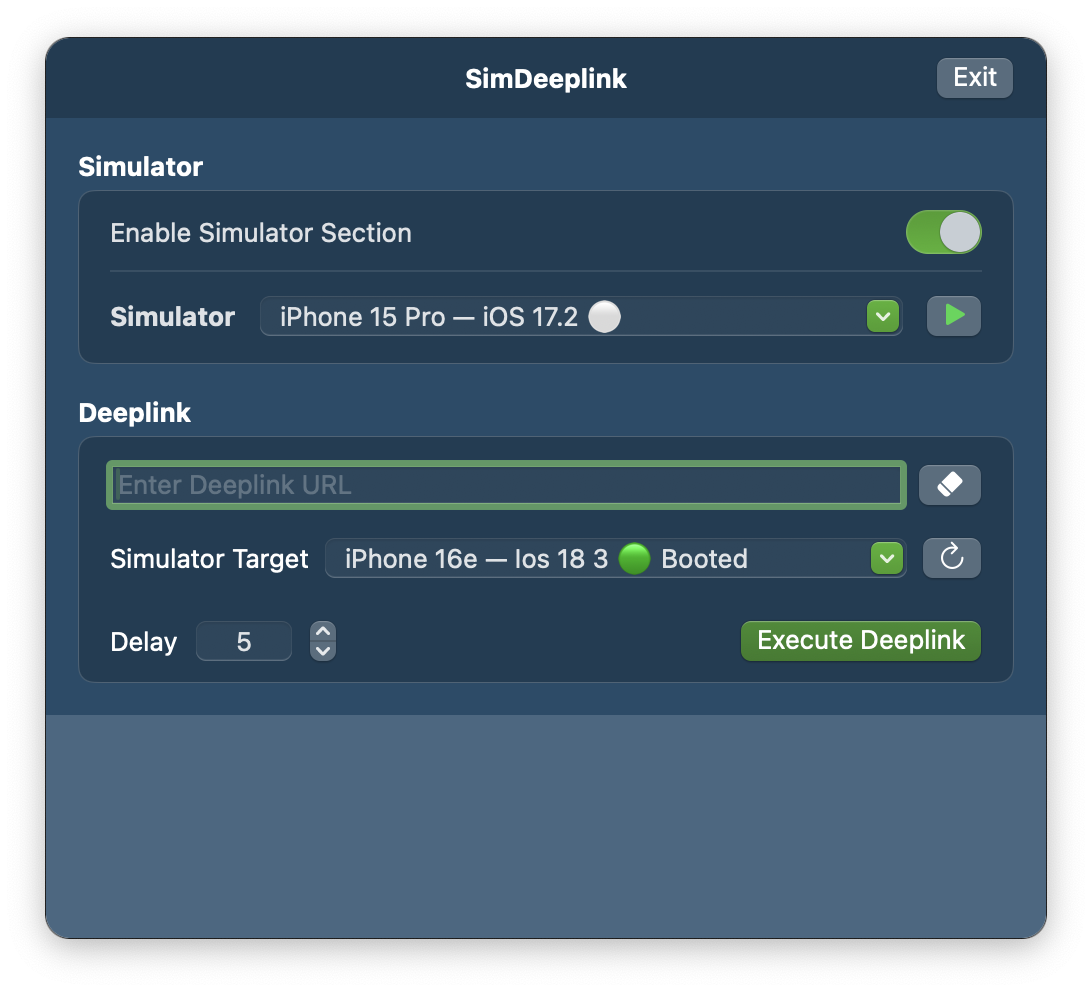 SimDeeplink
Exit
Simulator
Enable Simulator Section
Simulator iPhone 15 Pro — iOS 17.2
Deeplink
Enter Deeplink URL
Simulator Target iPhone 16e — Ios 18 3 Booted
Delay 5 Execute Deeplink